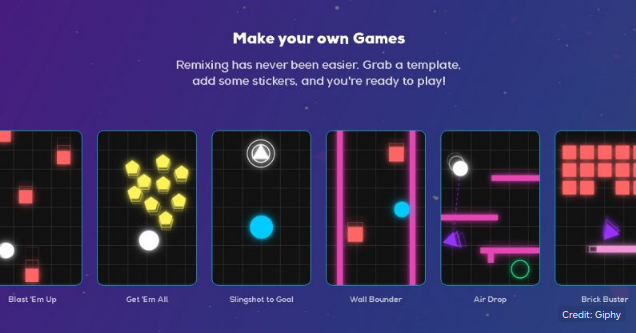 Make your own Games
Remixing has never been easier. Grab a template,
add some stickers, and you're ready to play!
Blast 'Em Up
Get 'Em All
Slingshot to Goal
Wall Bounder
Air Drop
Brick Buster
Credit: Giphy